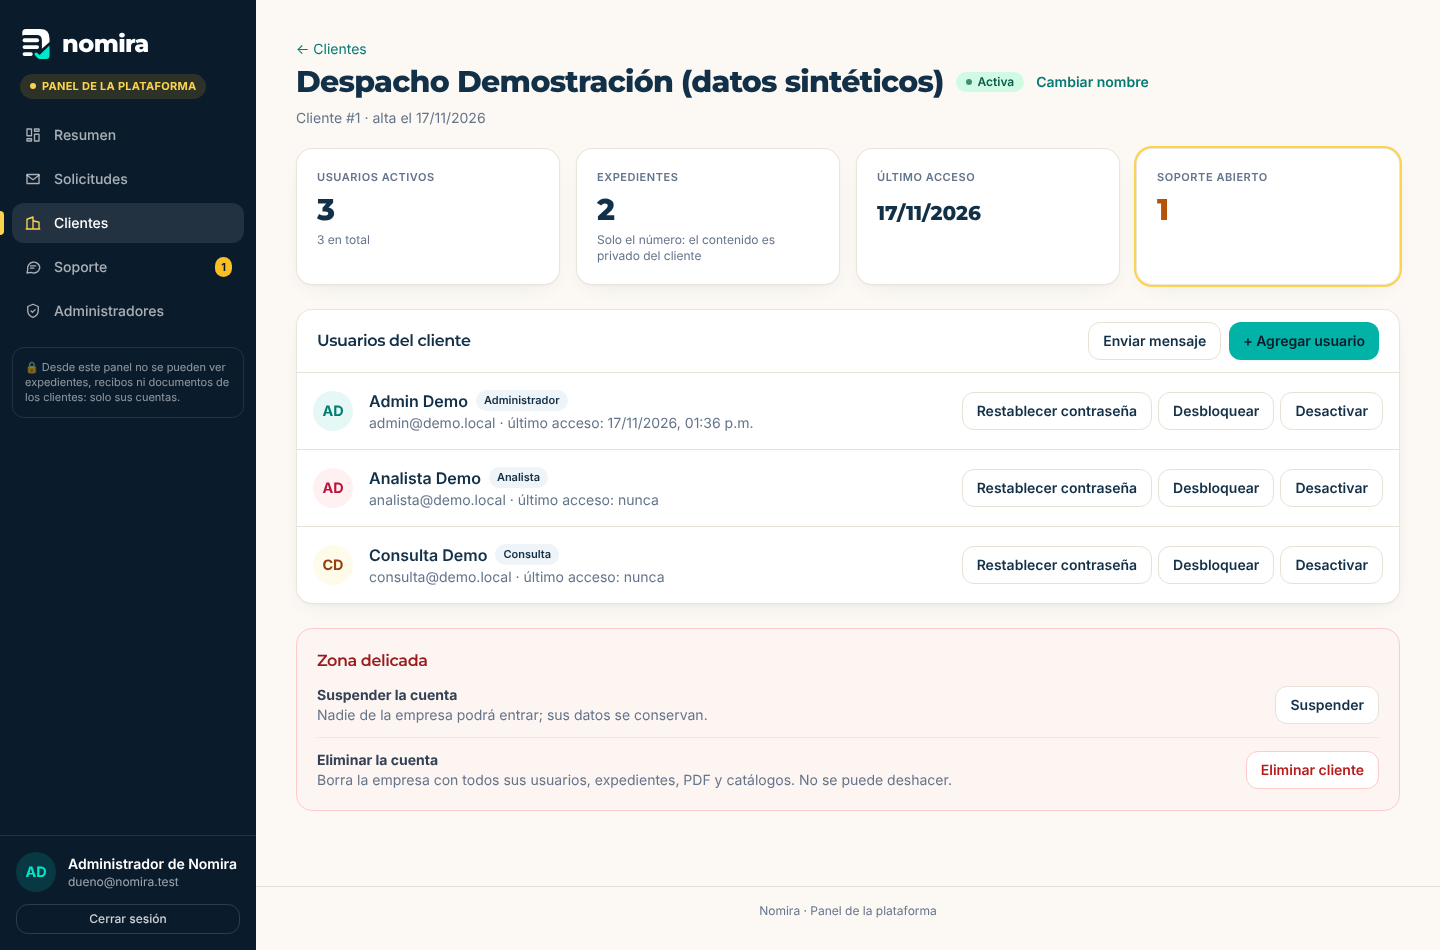 nomira
PANEL DE LA PLATAFORMA
Resumen
Solicitudes
Clientes
Soporte
1
Administradores
🔒 Desde este panel no se pueden ver
expedientes, recibos ni documentos de
los clientes: solo sus cuentas.
AD
Administrador de Nomira
dueno@nomira.test
Cerrar sesión
← Clientes
Despacho Demostración (datos sintéticos)
Activa
Cambiar nombre
Cliente #1 · alta el 17/11/2026
USUARIOS ACTIVOS
3
3 en total
EXPEDIENTES
2
Solo el número: el contenido es
privado del cliente
ÚLTIMO ACCESO
17/11/2026
SOPORTE ABIERTO
1
Usuarios del cliente
Enviar mensaje
+ Agregar usuario
AD
Admin Demo
Administrador
admin@demo.local · último acceso: 17/11/2026, 01:36 p.m.
Restablecer contraseña
Desbloquear
Desactivar
AD
Analista Demo
Analista
analista@demo.local · último acceso: nunca
Restablecer contraseña
Desbloquear
Desactivar
CD
Consulta Demo
Consulta
consulta@demo.local · último acceso: nunca
Restablecer contraseña
Desbloquear
Desactivar
Zona delicada
Suspender la cuenta
Nadie de la empresa podrá entrar; sus datos se conservan.
Suspender
Eliminar la cuenta
Borra la empresa con todos sus usuarios, expedientes, PDF y catálogos. No se puede deshacer.
Eliminar cliente
Nomira · Panel de la plataforma